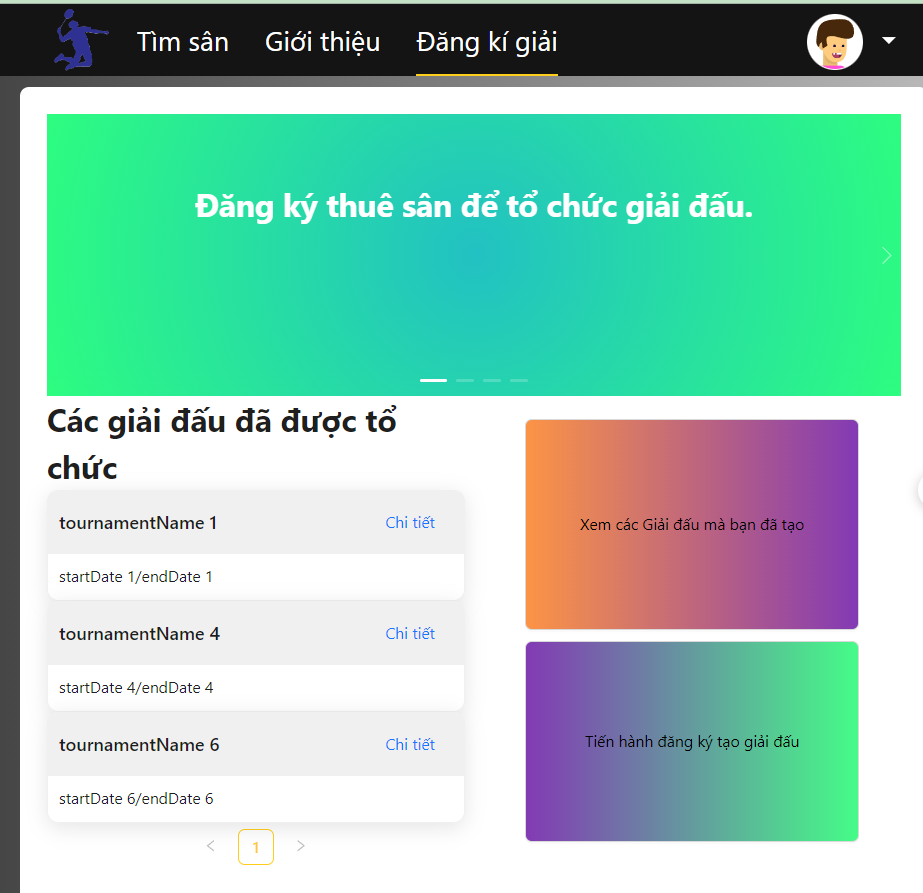 Tìm sân
Giới thiệu
Đăng kí giải
Đăng ký thuê sân để tổ chức giải đấu.
Các giải đấu đã được tổ
chức
tournamentName 1
Chi tiết
startDate 1/endDate 1
tournamentName 4
Chi tiết
startDate 4/endDate 4
tournamentName 6
Chi tiết
startDate 6/endDate 6
1
Xem các Giải đấu mà bạn đã tạo
Tiến hành đăng ký tạo giải đấu